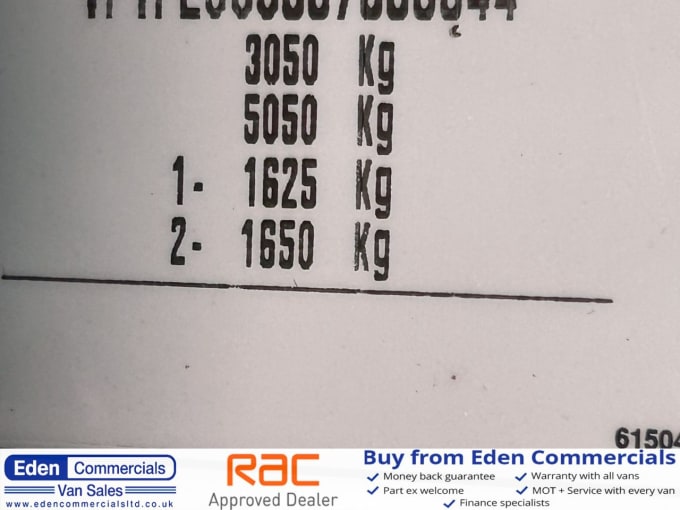 3050 Kg
5050 Kg
1- 1625 Kg
2- 1650 Kg
61504
Eden Commercials
Van Sales
www.edencommercialsltd.co.uk
RAC
Approved Dealer
Buy from Eden Commercials
✓ Money back guarantee ✓ Warranty with all vans
✓ Part ex welcome ✓ MOT + Service with every van
✓ Finance specialists